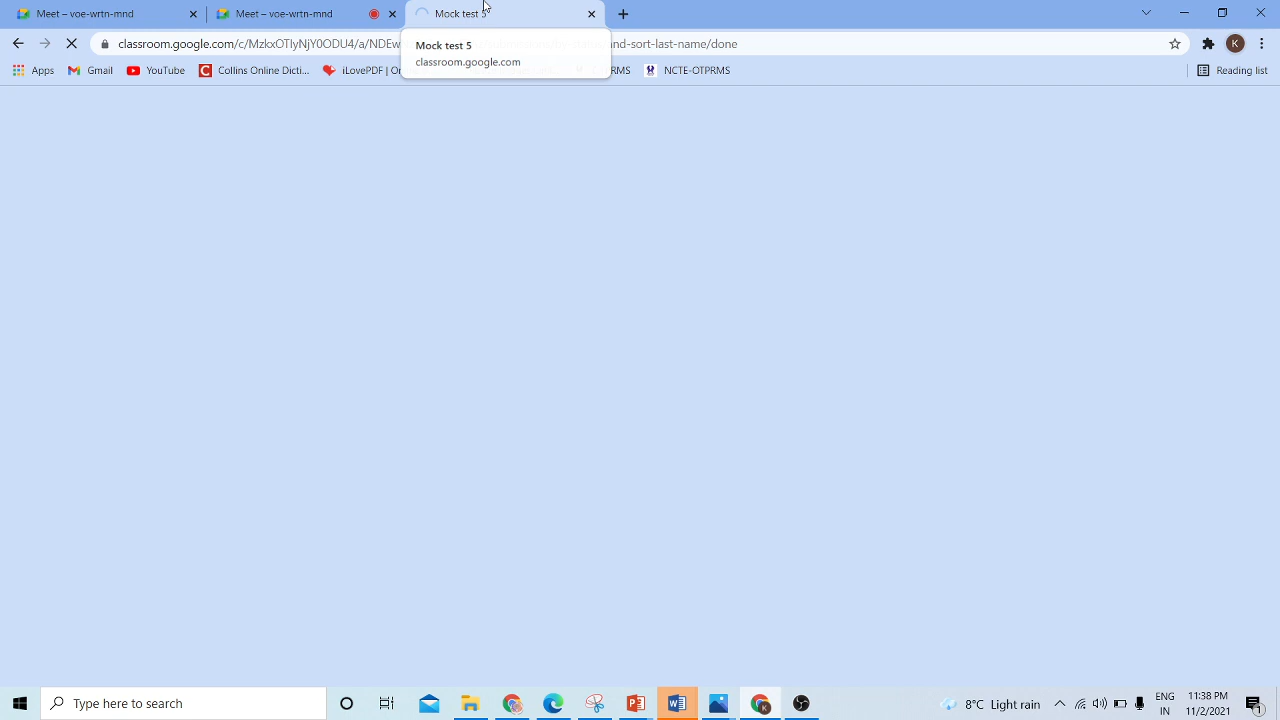 Meet – voe-wrtn-mnd
Meet – voe-wrtn-mnd
Mock test 5
classroom.google.com/c/MzkxOTIyNjY0ODU4/a/NDEw and-sort-last-name/done
Mock test 5
classroom.google.com
Apps
Gmail
YouTube
Collins Online Dicti...
iLovePDF | O
RMS
NCTE-OTPRMS
Reading list
Type here to search
8°C Light rain
ENG
IN
11:38 PM
11/2/2021
K
1